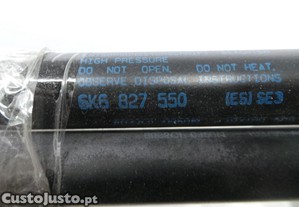 HIGH PRESSURE
DO NOT OPEN. DO NOT HEAT.
OBSERVE DISPOSAL INSTRUCTIONS
6K6 827 550 (ES) SE3
CustoJusto.pt